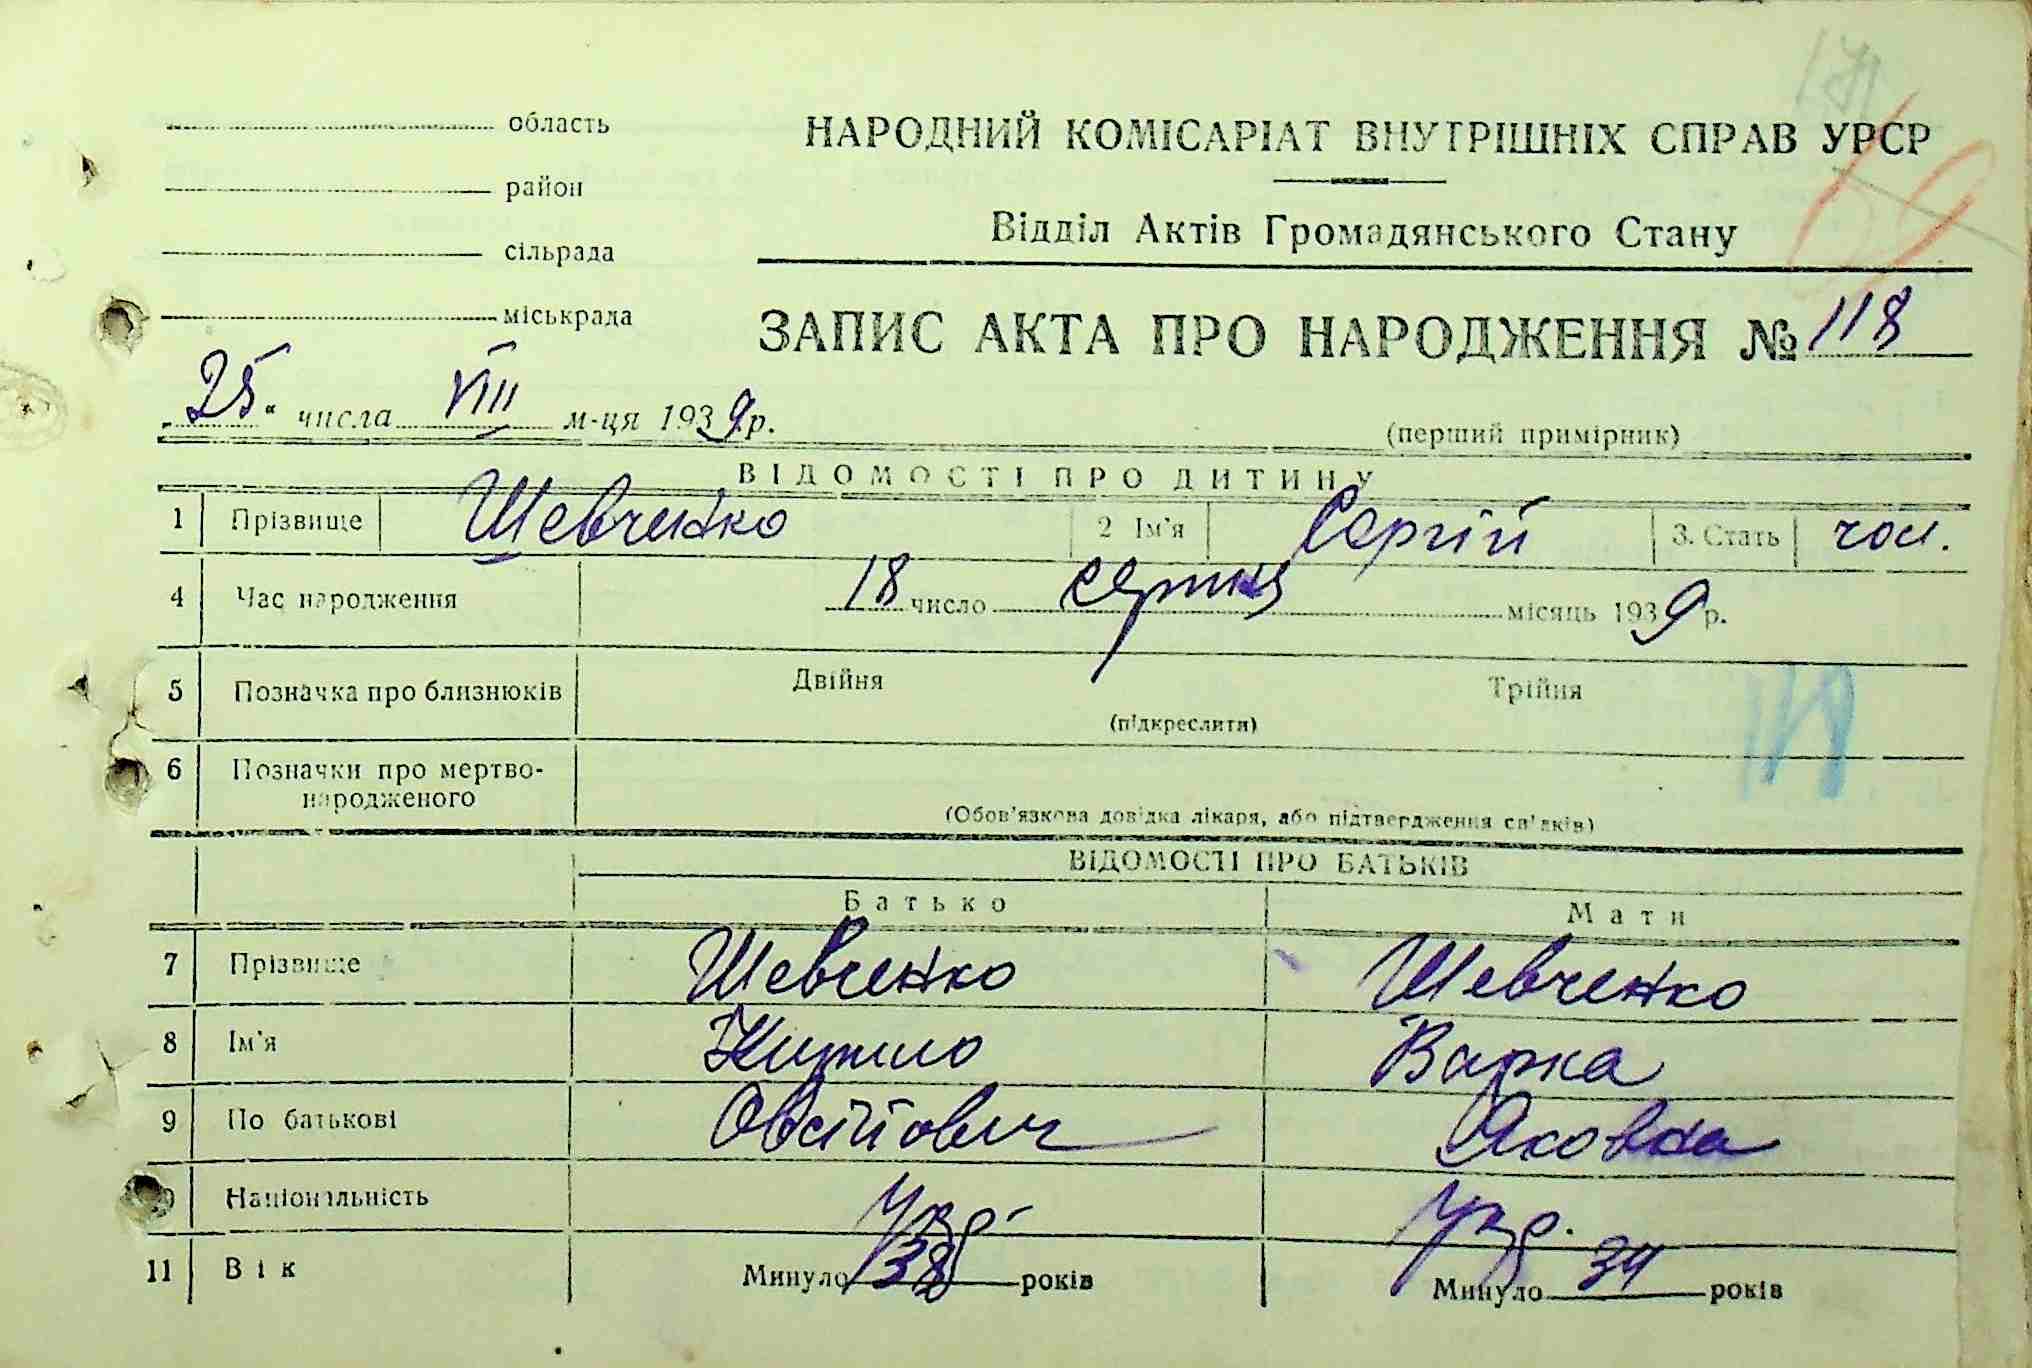 область
район
сільрада
міськрада
НАРОДНИЙ КОМІСАРІАТ ВНУТРІШНІХ СПРАВ УРСР
Відділ Актів Громадянського Стану
ЗАПИС АКТА ПРО НАРОДЖЕННЯ № 118
"25" числа VIII м-ця 1939 р.
(перший примірник)
ВІДОМОСТІ ПРО ДИТИНУ
1 Прізвище Шевченко 2 Ім'я Сергій 3. Стать чол.
4 Час народження 18 число серпня місяць 1939 р.
5 Позначка про близнюків Двійня Трійня
(підкреслити)
6 Позначки про мертво-
народженого
(Обов'язкова довідка лікаря, або підтвердження свідків)
ВІДОМОСТІ ПРО БАТЬКІВ
Батько Мати
7 Прізвище Шевченко Шевченко
8 Ім'я Кирило Варка
9 По батькові Овсійович Яковна
Національність Укр. Укр.
11 Вік Минуло 38 років Минуло 34 років